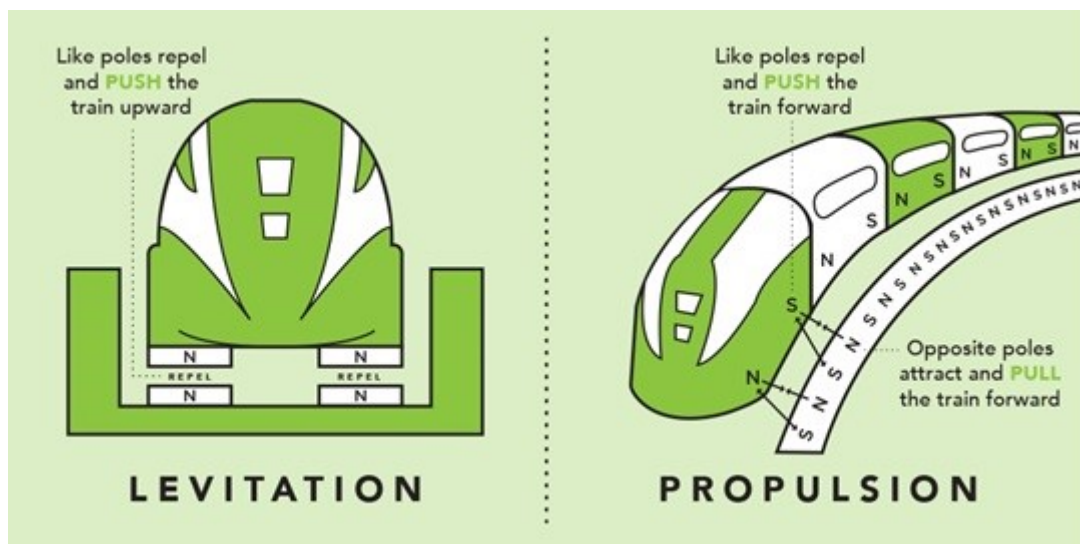 Like poles repel
and PUSH the
train upward
N
N
REPEL
REPEL
N
N
LEVITATION
Like poles repel
and PUSH the
train forward
N
S
N
S
N
S
N
S
N
S
N
N
S
N
S
S
N
S
N
S
N
S
N
S
N
S
N
S
N
S
N
S
N
Opposite poles
attract and PULL
the train forward
PROPULSION